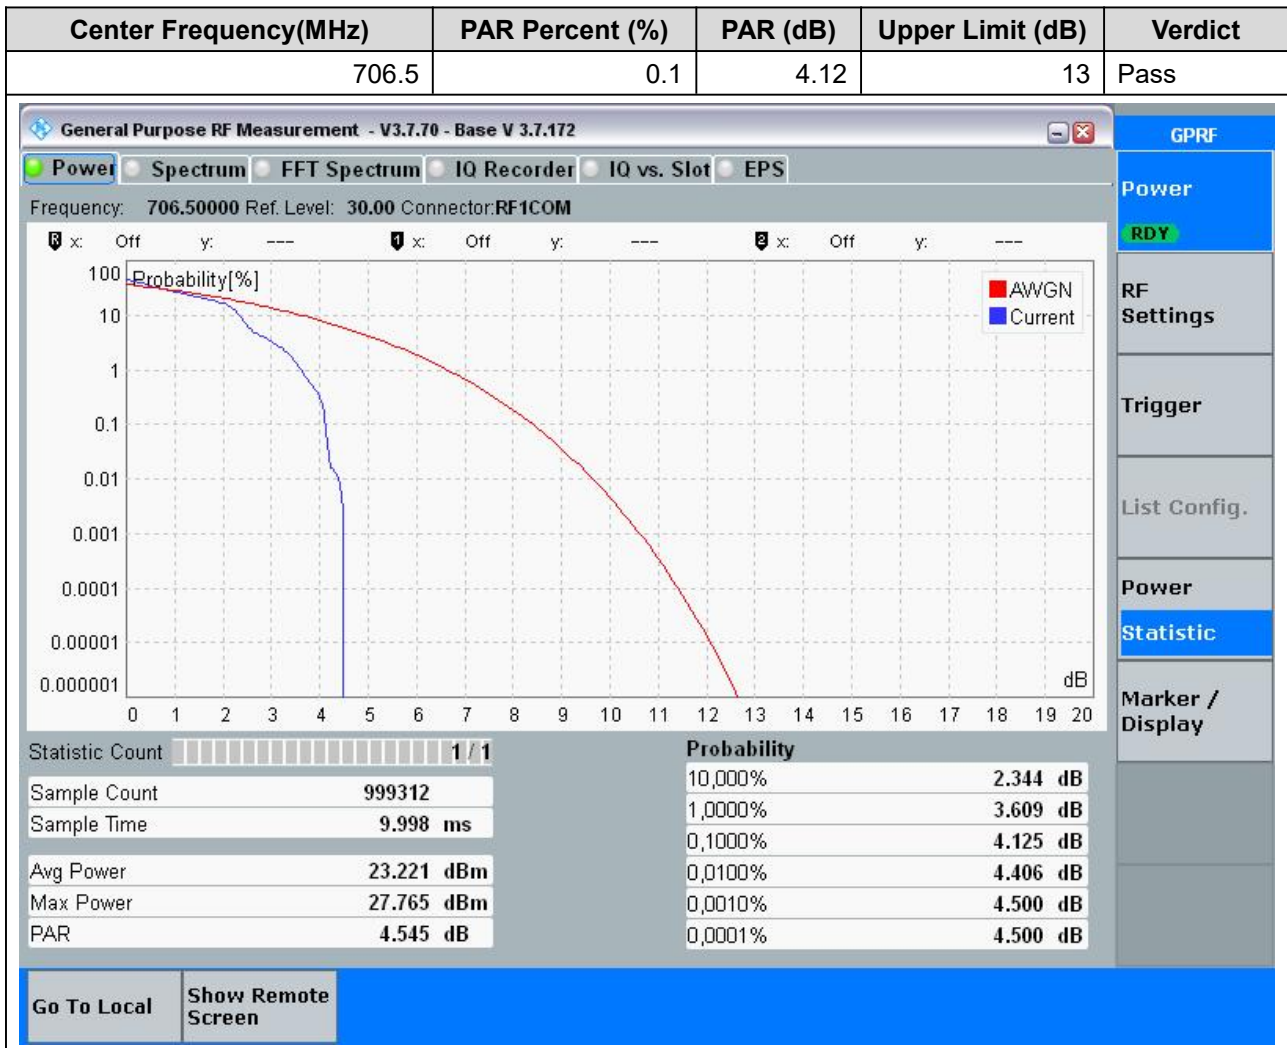 Center Frequency(MHz) PAR Percent (%) PAR (dB) Upper Limit (dB) Verdict
706.5 0.1 4.12 13 Pass
General Purpose RF Measurement - V3.7.70 - Base V 3.7.172
GPRF
Power Spectrum FFT Spectrum IQ Recorder IQ vs. Slot EPS
Power
RDY
Frequency: 706.50000 Ref. Level: 30.00 Connector:RF1COM
R x: Off y: --- 1 x: Off y: --- 2 x: Off y: ---
100 Probability[%]
AWGN
Current
10
1
0.1
0.01
0.001
0.0001
0.00001
0.000001
dB
0 1 2 3 4 5 6 7 8 9 10 11 12 13 14 15 16 17 18 19 20
RF
Settings
Trigger
List Config.
Power
Statistic
Marker /
Display
Statistic Count 1 / 1
Sample Count 999312
Sample Time 9.998 ms
Avg Power 23.221 dBm
Max Power 27.765 dBm
PAR 4.545 dB
Probability
10,000% 2.344 dB
1,0000% 3.609 dB
0,1000% 4.125 dB
0,0100% 4.406 dB
0,0010% 4.500 dB
0,0001% 4.500 dB
Go To Local
Show Remote
Screen